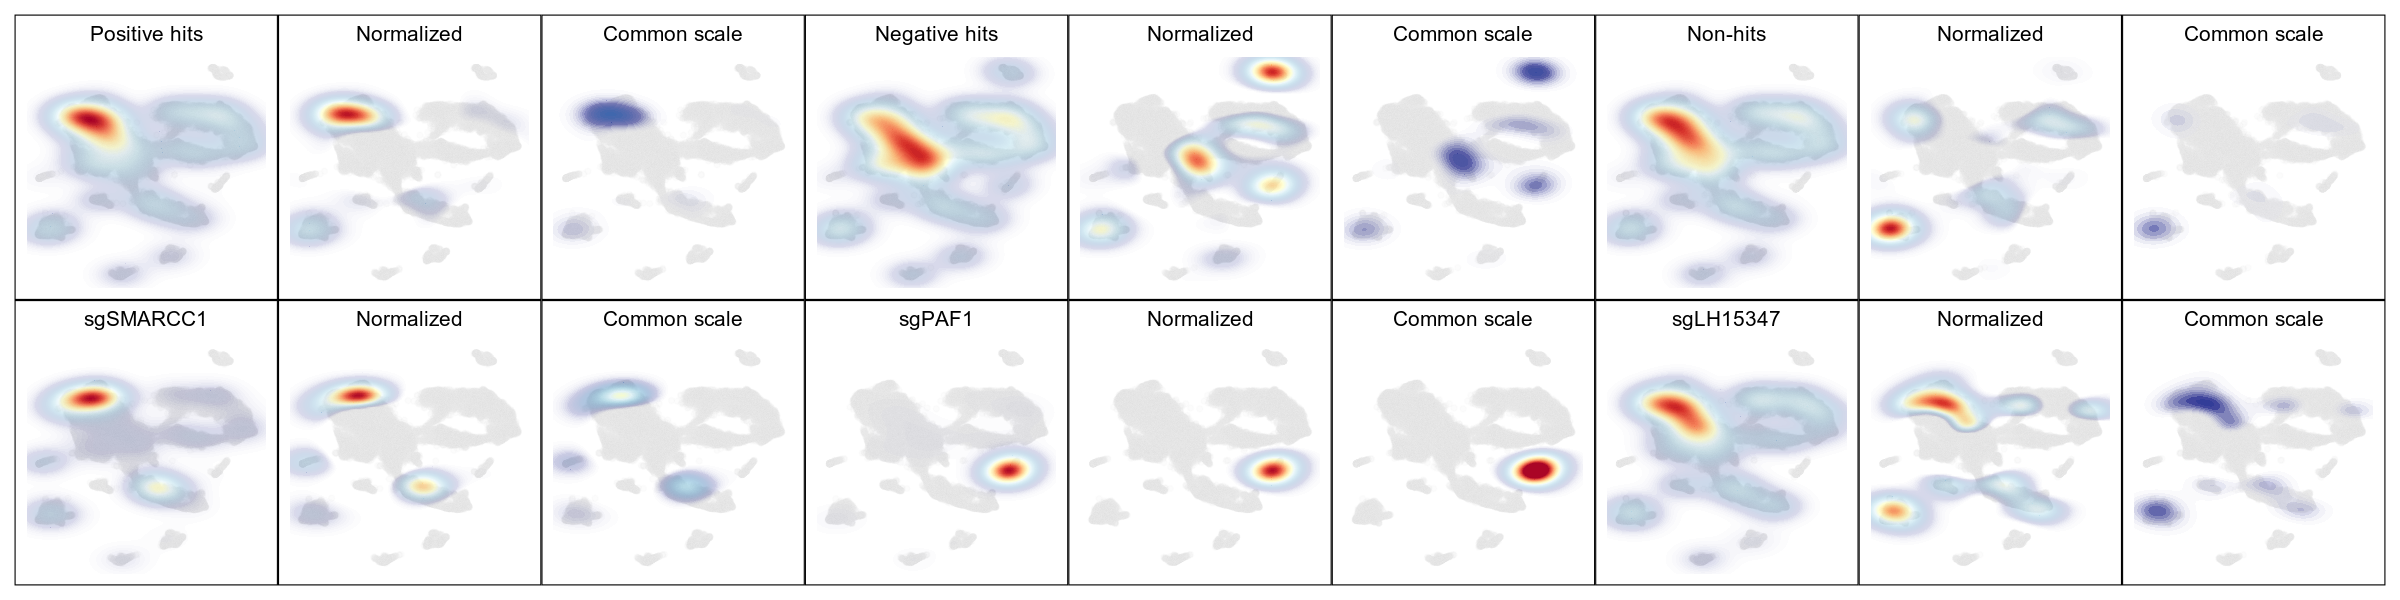 Positive hits
Normalized
Common scale
Negative hits
Normalized
Common scale
Non-hits
Normalized
Common scale
sgSMARCC1
Normalized
Common scale
sgPAF1
Normalized
Common scale
sgLH15347
Normalized
Common scale